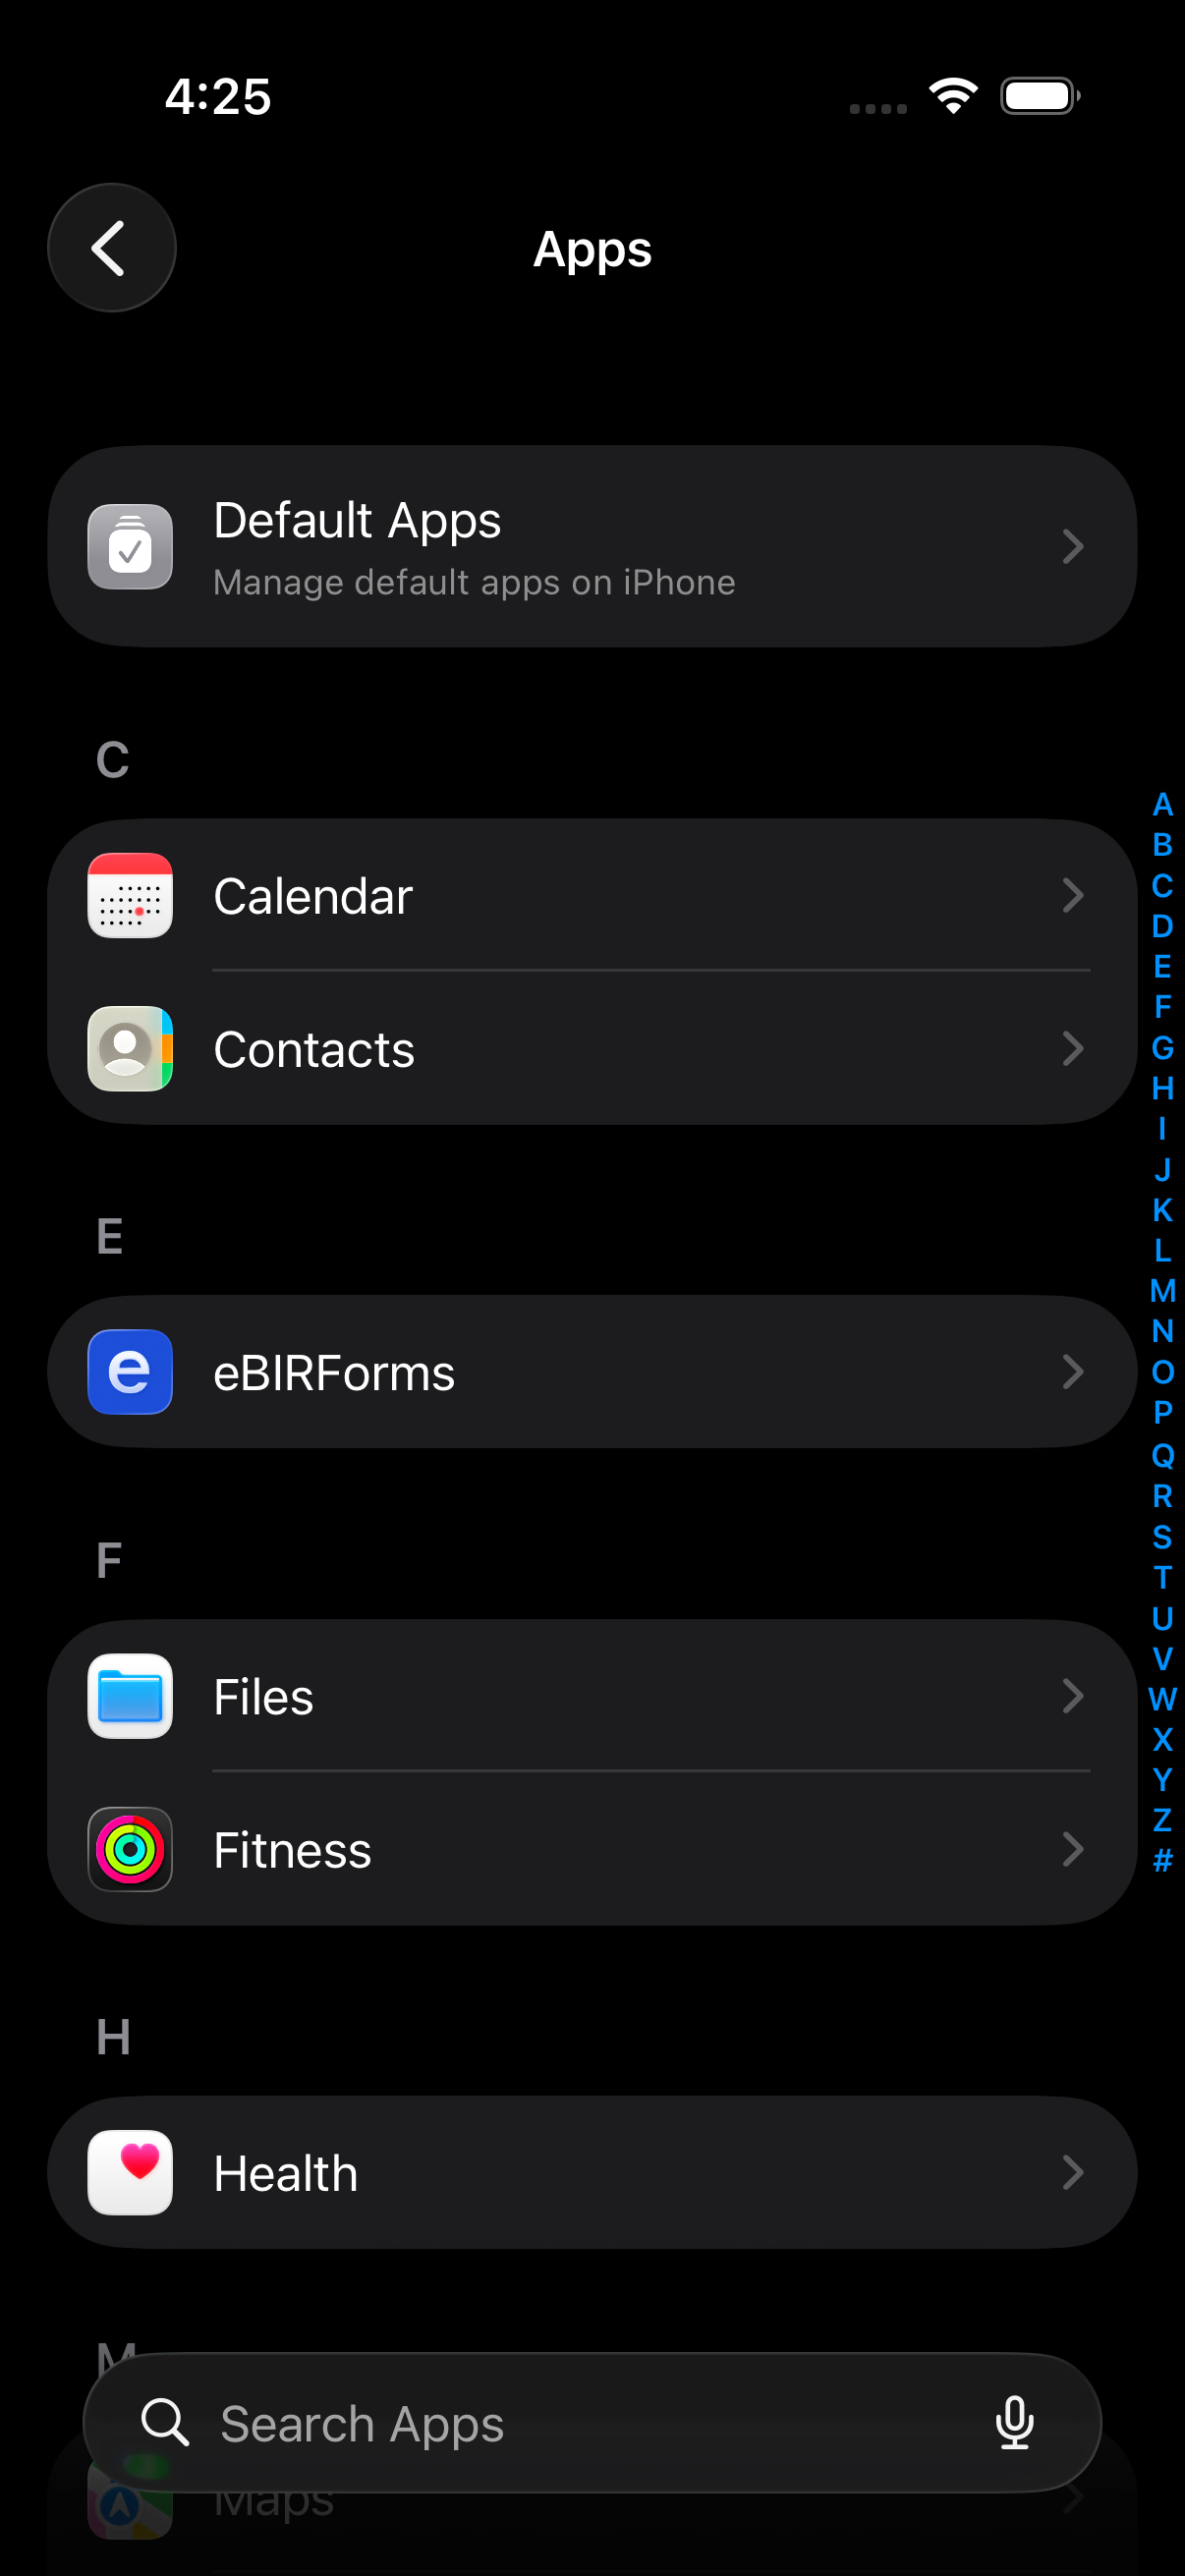 4:25
Apps
Default Apps
Manage default apps on iPhone
C
Calendar
Contacts
E
e
eBIRForms
F
Files
Fitness
H
Health
M
Search Apps
Maps
A
B
C
D
E
F
G
H
I
J
K
L
M
N
O
P
Q
R
S
T
U
V
W
X
Y
Z
#